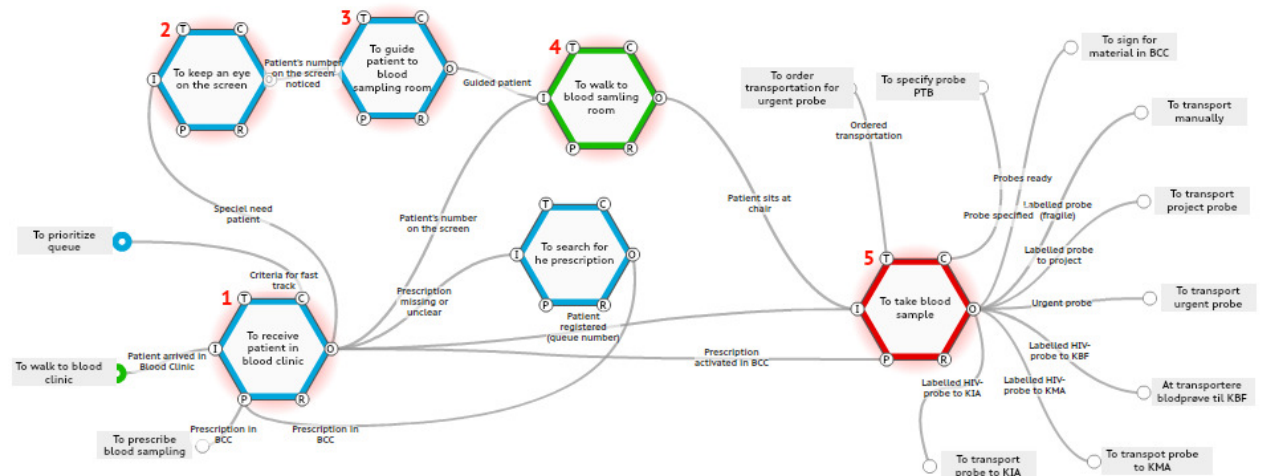 2
T
C
I
To keep an eye
on the screen
O
P
R
Patient's number
on the screen
noticed
3
T
C
To guide
patient to
blood
sampling room
O
P
R
Guided patient
4
T
C
I
To walk to
blood samling
room
O
P
R
To order
transportation for
urgent probe
To specify probe
PTB
To sign for
material in BCC
Ordered
transportation
To transport
manually
Probes ready
Speciel need
patient
Patient's number
on the screen
Patient sits at
chair
Probe specified
Labelled probe
(fragile)
To transport
project probe
To prioritize
queue
T
C
I
To search for
he prescription
O
P
R
Labelled probe
to project
Criteria for fast
track
Prescription
missing or
unclear
5
T
C
I
To take blood
sample
O
P
R
To transport
urgent probe
Urgent probe
1
T
C
I
To receive
patient in
blood clinic
O
P
R
Patient
registered
(queue number)
Patient arrived in
Blood Clinic
To walk to blood
clinic
Prescription
activated in BCC
Labelled HIV-
probe to KBF
Labelled HIV-
probe to KIA
Labelled HIV-
probe to KMA
At transportere
blodprøve til KBF
Prescription in
BCC
Prescription in
BCC
To prescribe
blood sampling
To transport
probe to KIA
To transpot probe
to KMA